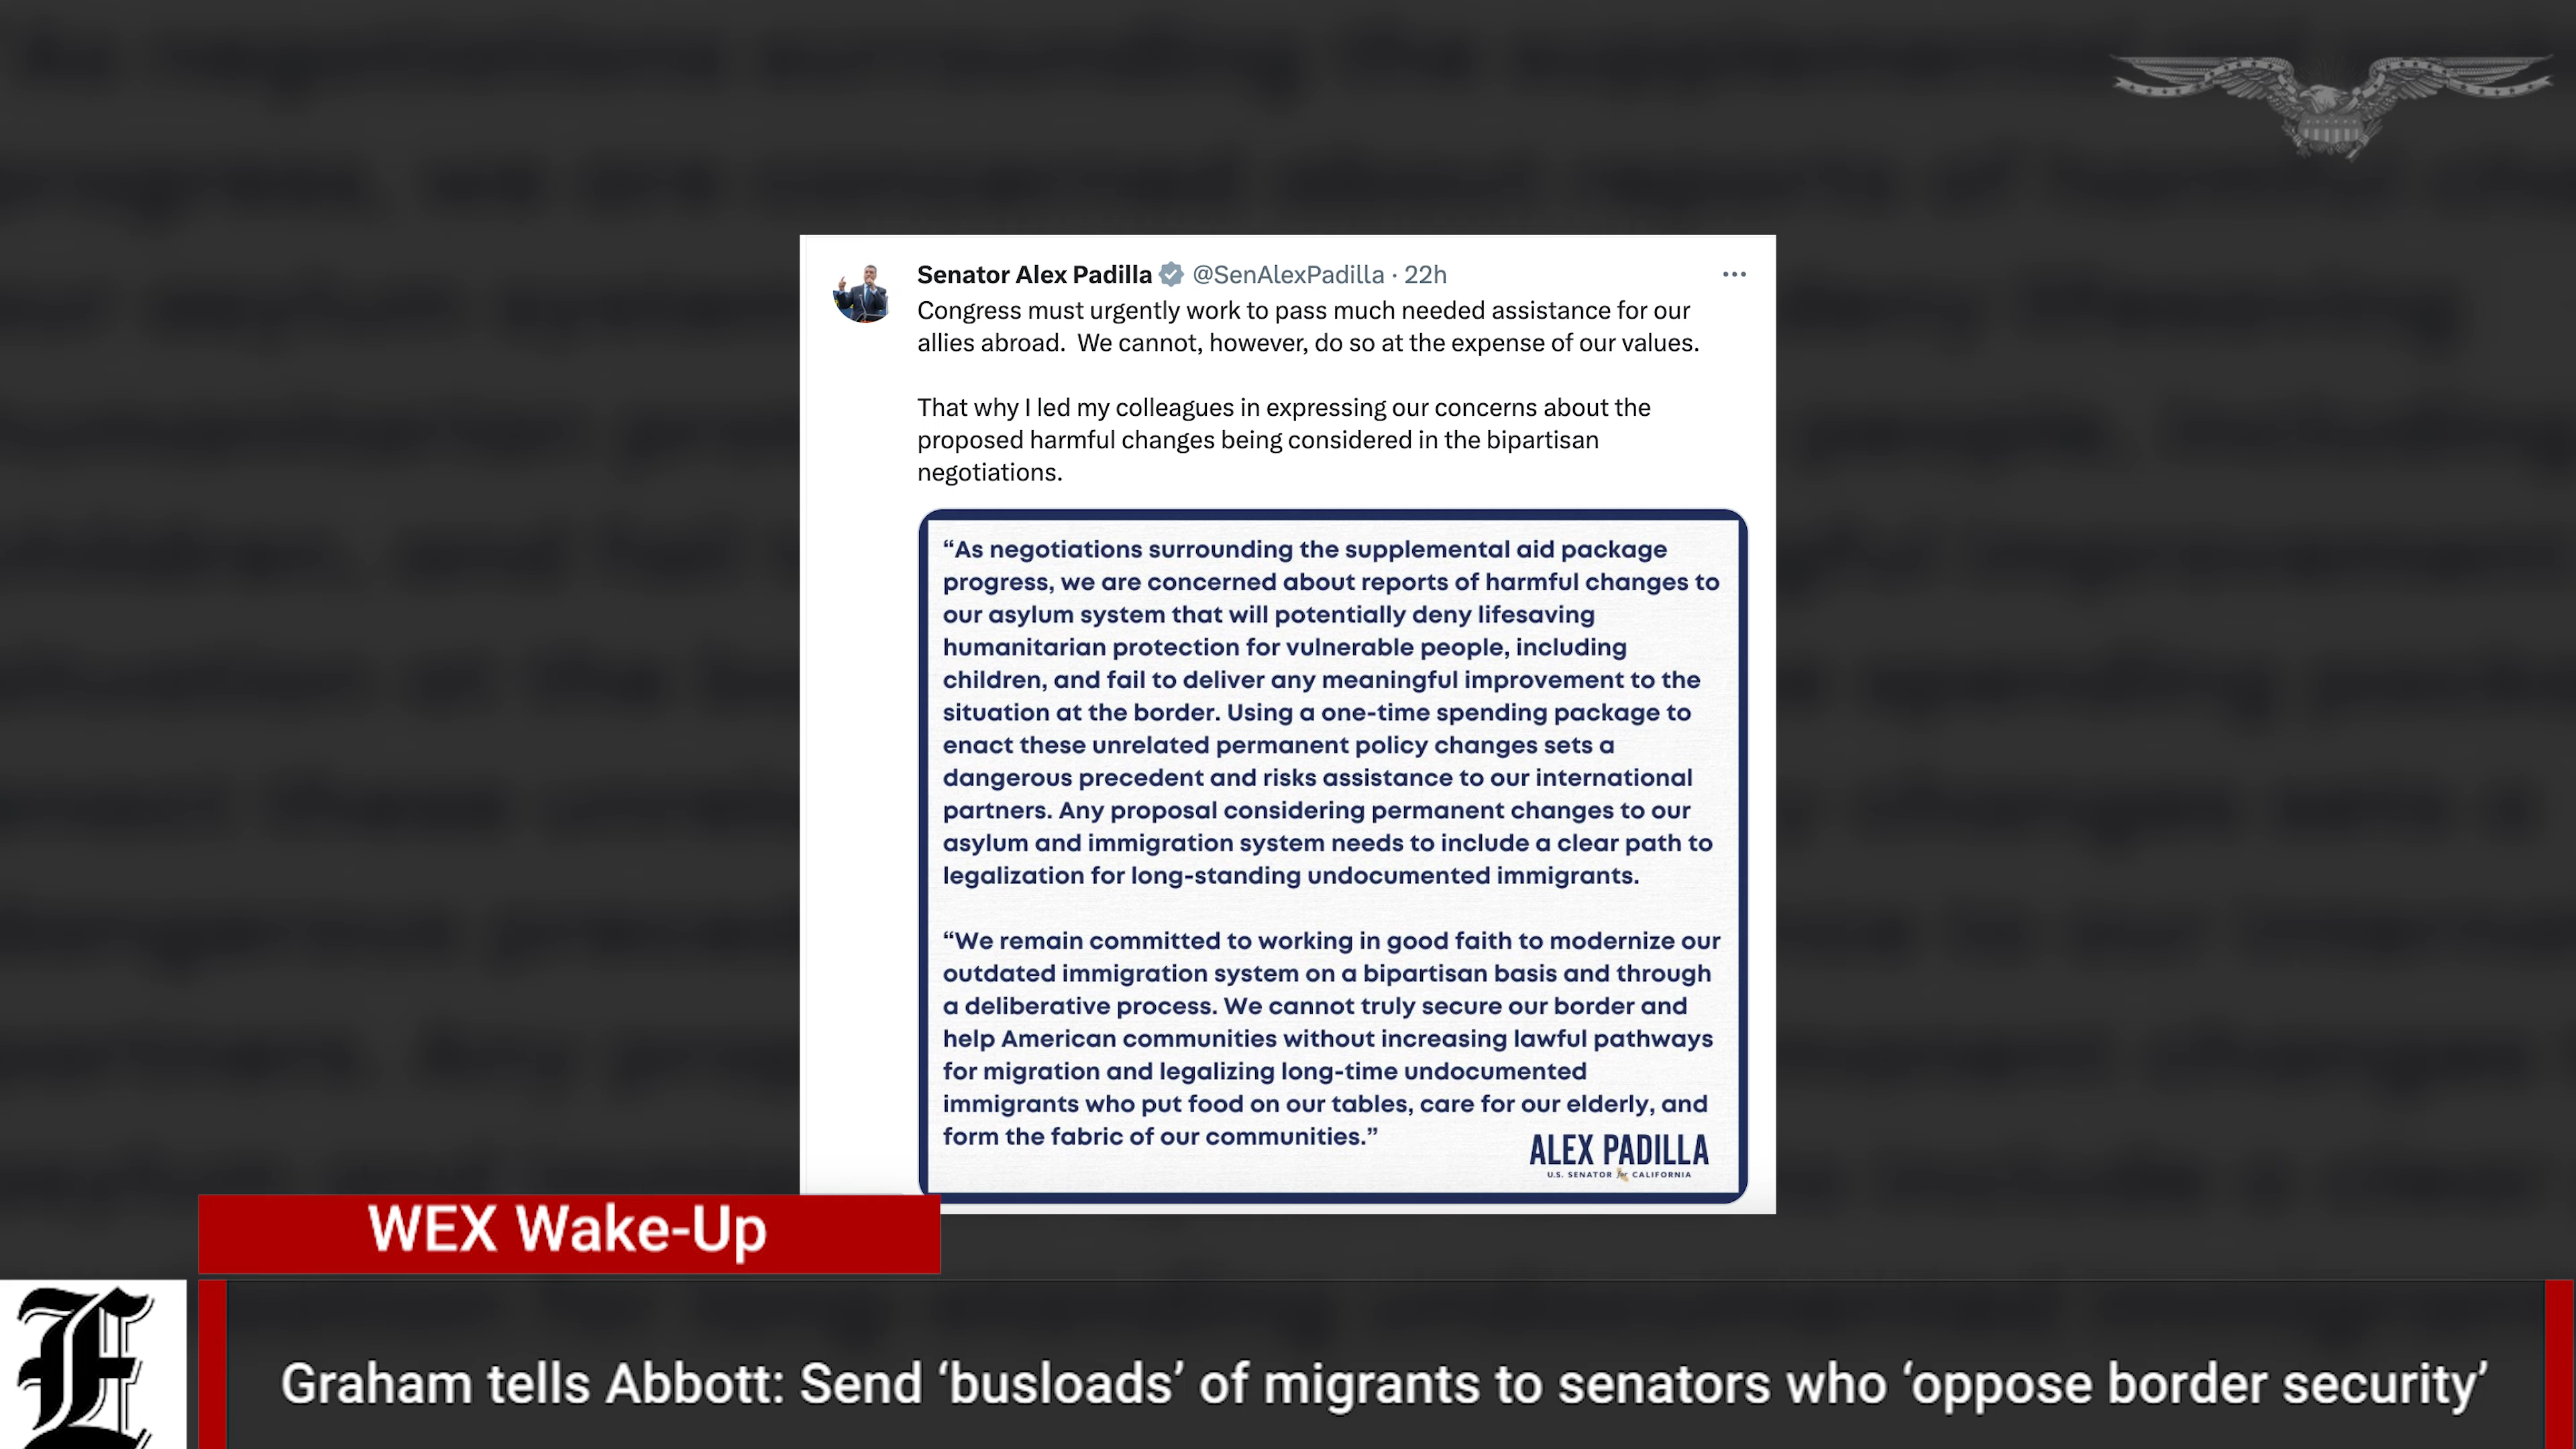 Senator Alex Padilla @SenAlexPadilla · 22h
Congress must urgently work to pass much needed assistance for our
allies abroad.  We cannot, however, do so at the expense of our values.
That why I led my colleagues in expressing our concerns about the
proposed harmful changes being considered in the bipartisan
negotiations.
“As negotiations surrounding the supplemental aid package
progress, we are concerned about reports of harmful changes to
our asylum system that will potentially deny lifesaving
humanitarian protection for vulnerable people, including
children, and fail to deliver any meaningful improvement to the
situation at the border. Using a one-time spending package to
enact these unrelated permanent policy changes sets a
dangerous precedent and risks assistance to our international
partners. Any proposal considering permanent changes to our
asylum and immigration system needs to include a clear path to
legalization for long-standing undocumented immigrants.
“We remain committed to working in good faith to modernize our
outdated immigration system on a bipartisan basis and through
a deliberative process. We cannot truly secure our border and
help American communities without increasing lawful pathways
for migration and legalizing long-time undocumented
immigrants who put food on our tables, care for our elderly, and
form the fabric of our communities.”
ALEX PADILLA
U.S. SENATOR for CALIFORNIA
WEX Wake-Up
E
Graham tells Abbott: Send ‘busloads’ of migrants to senators who ‘oppose border security’